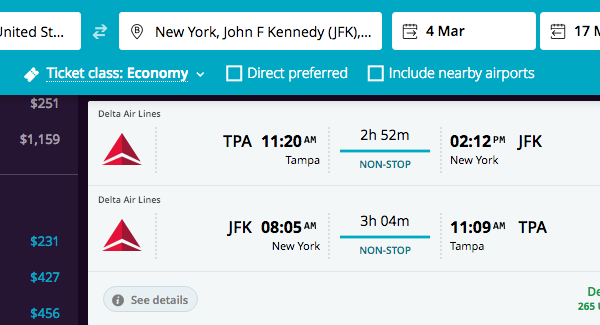 United St...
New York, John F Kennedy (JFK),...
4 Mar
17 M
Ticket class: Economy
Direct preferred
Include nearby airports
$251
$1,159
$231
$427
$456
Delta Air Lines
TPA 11:20 AM
Tampa
2h 52m
NON-STOP
02:12 PM JFK
New York
Delta Air Lines
JFK 08:05 AM
New York
3h 04m
NON-STOP
11:09 AM TPA
Tampa
See details
De
265 U